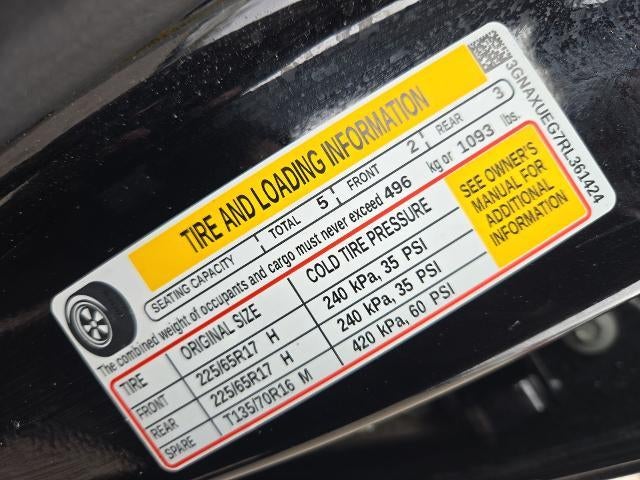 TIRE AND LOADING INFORMATION
SEATING CAPACITY TOTAL 5 FRONT 2 REAR 3
The combined weight of occupants and cargo must never exceed 496 kg or 1093 lbs.
TIRE ORIGINAL SIZE COLD TIRE PRESSURE
FRONT 225/65R17 H 240 kPa, 35 PSI
REAR 225/65R17 H 240 kPa, 35 PSI
SPARE T135/70R16 M 420 kPa, 60 PSI
SEE OWNER'S
MANUAL FOR
ADDITIONAL
INFORMATION
3GNAXUEG7RL361424